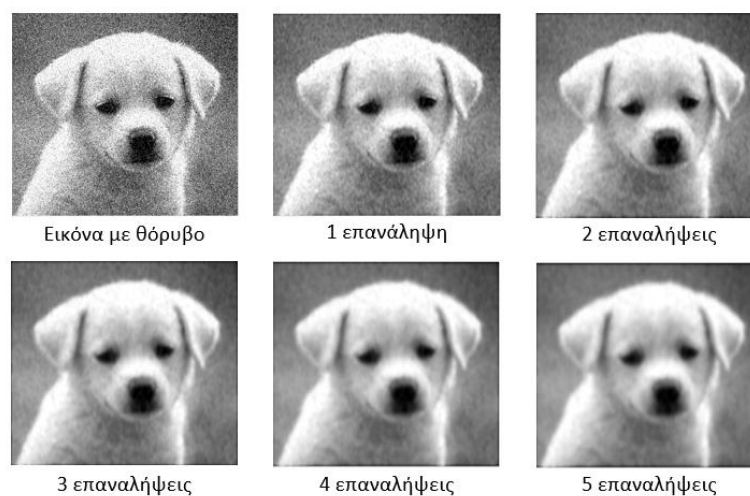 Εικόνα με θόρυβο
1 επανάληψη
2 επαναλήψεις
3 επαναλήψεις
4 επαναλήψεις
5 επαναλήψεις